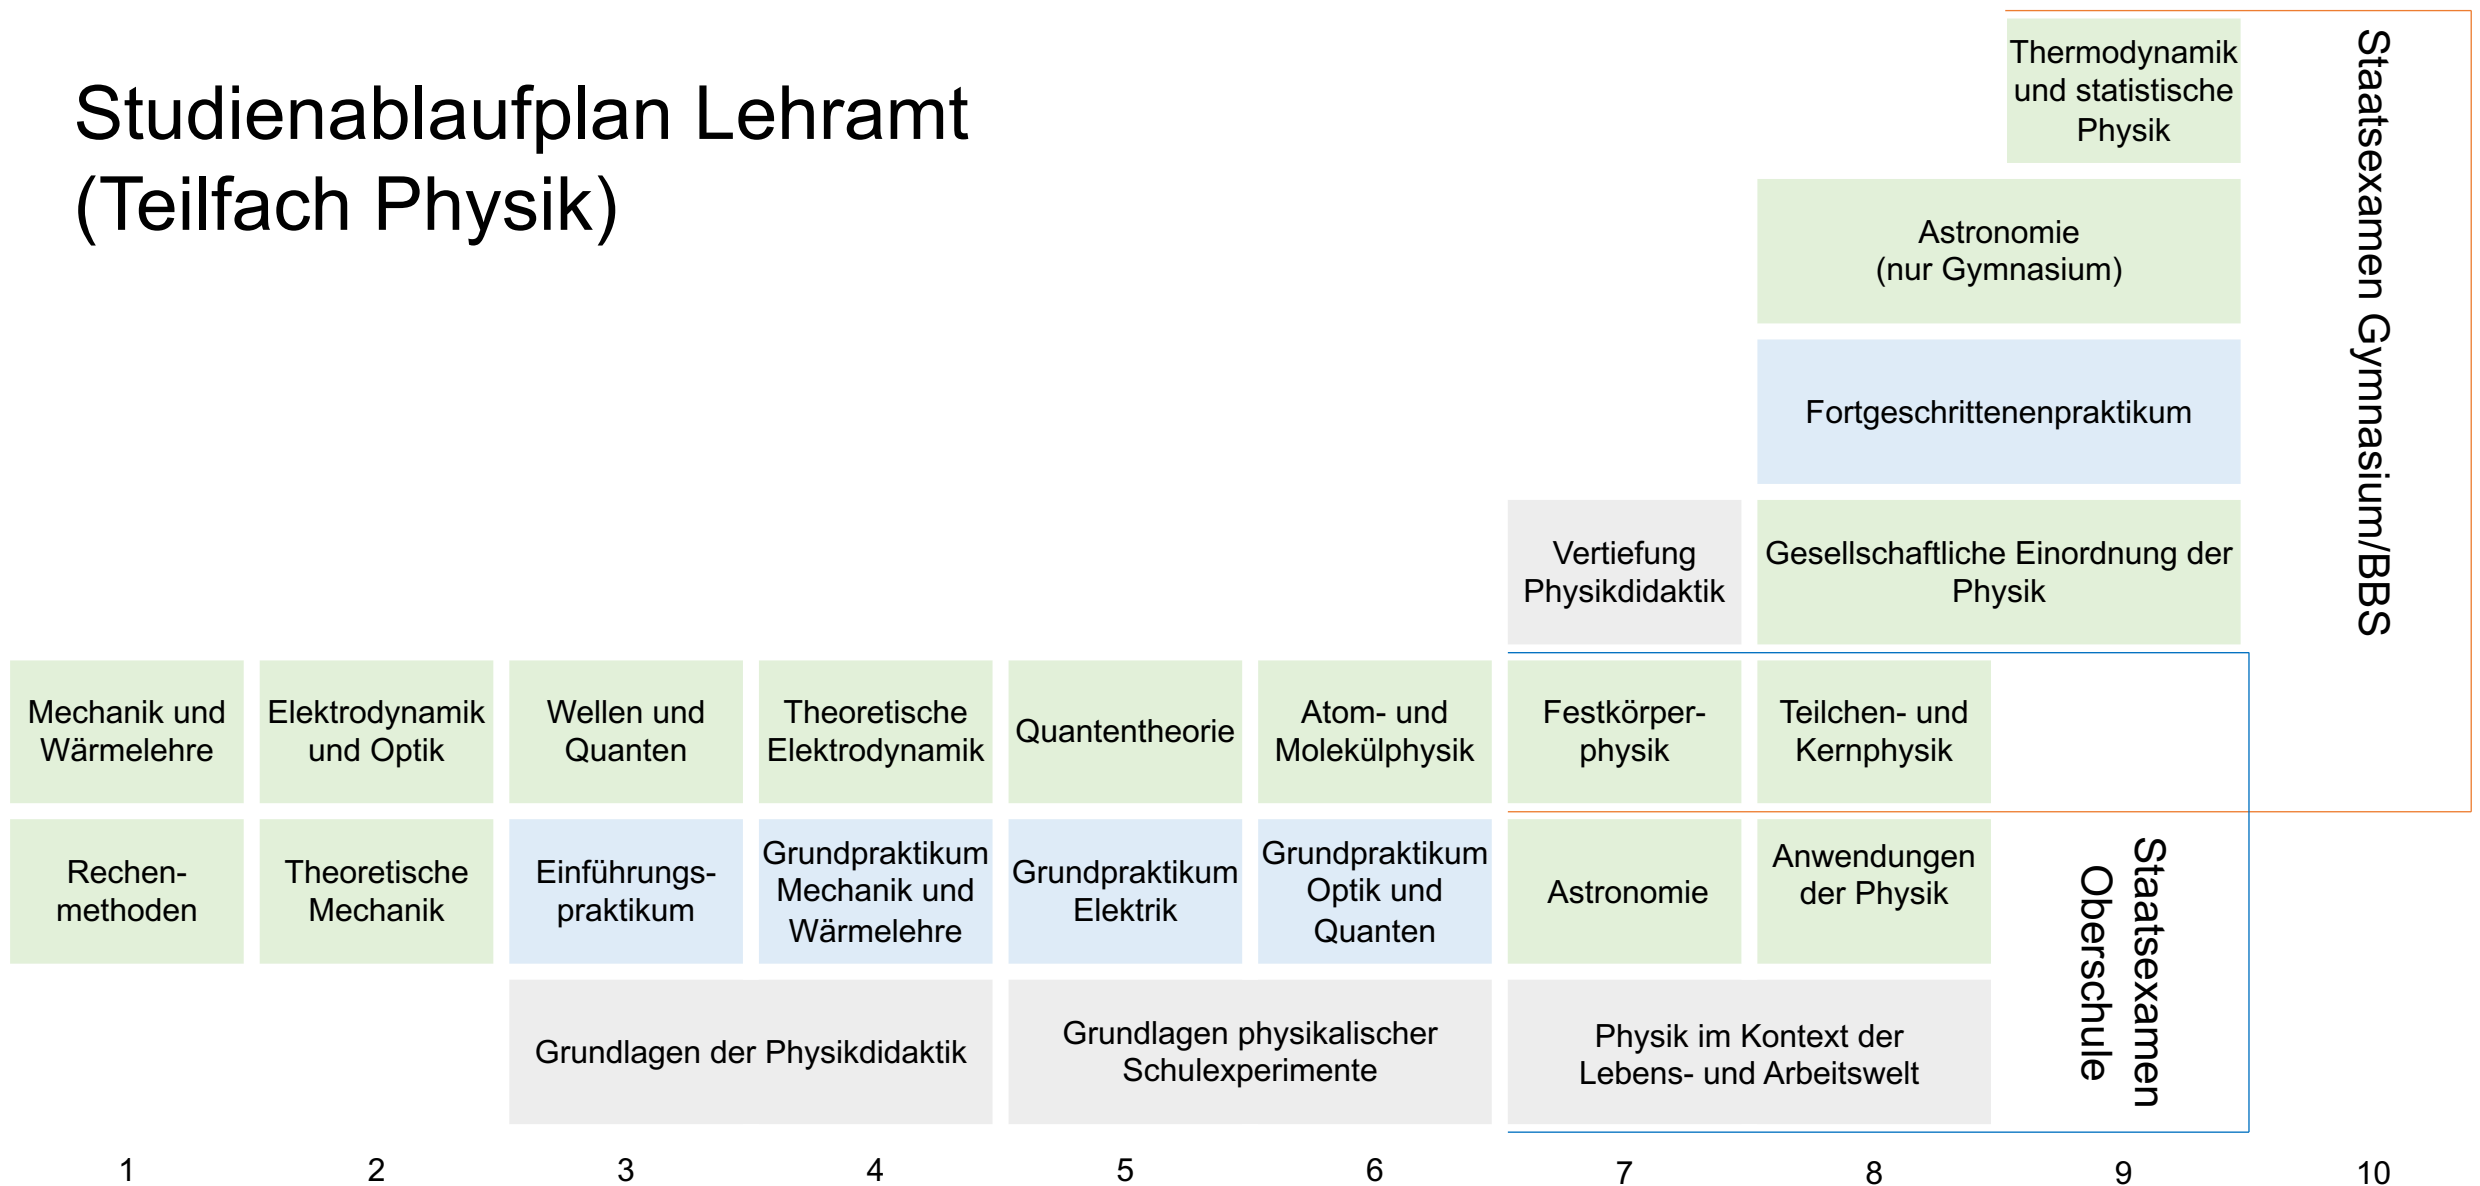 Studienablaufplan Lehramt
(Teilfach Physik)
Thermodynamik
und statistische
Physik
Astronomie
(nur Gymnasium)
Fortgeschrittenenpraktikum
Vertiefung
Physikdidaktik
Gesellschaftliche Einordnung der
Physik
Staatsexamen Gymnasium/BBS
Mechanik und
Wärmelehre
Elektrodynamik
und Optik
Wellen und
Quanten
Theoretische
Elektrodynamik
Quantentheorie
Atom- und
Molekülphysik
Festkörper-
physik
Teilchen- und
Kernphysik
Rechen-
methoden
Theoretische
Mechanik
Einführungs-
praktikum
Grundpraktikum
Mechanik und
Wärmelehre
Grundpraktikum
Elektrik
Grundpraktikum
Optik und
Quanten
Astronomie
Anwendungen
der Physik
Staatsexamen
Oberschule
Grundlagen der Physikdidaktik
Grundlagen physikalischer
Schulexperimente
Physik im Kontext der
Lebens- und Arbeitswelt
1 2 3 4 5 6 7 8 9 10